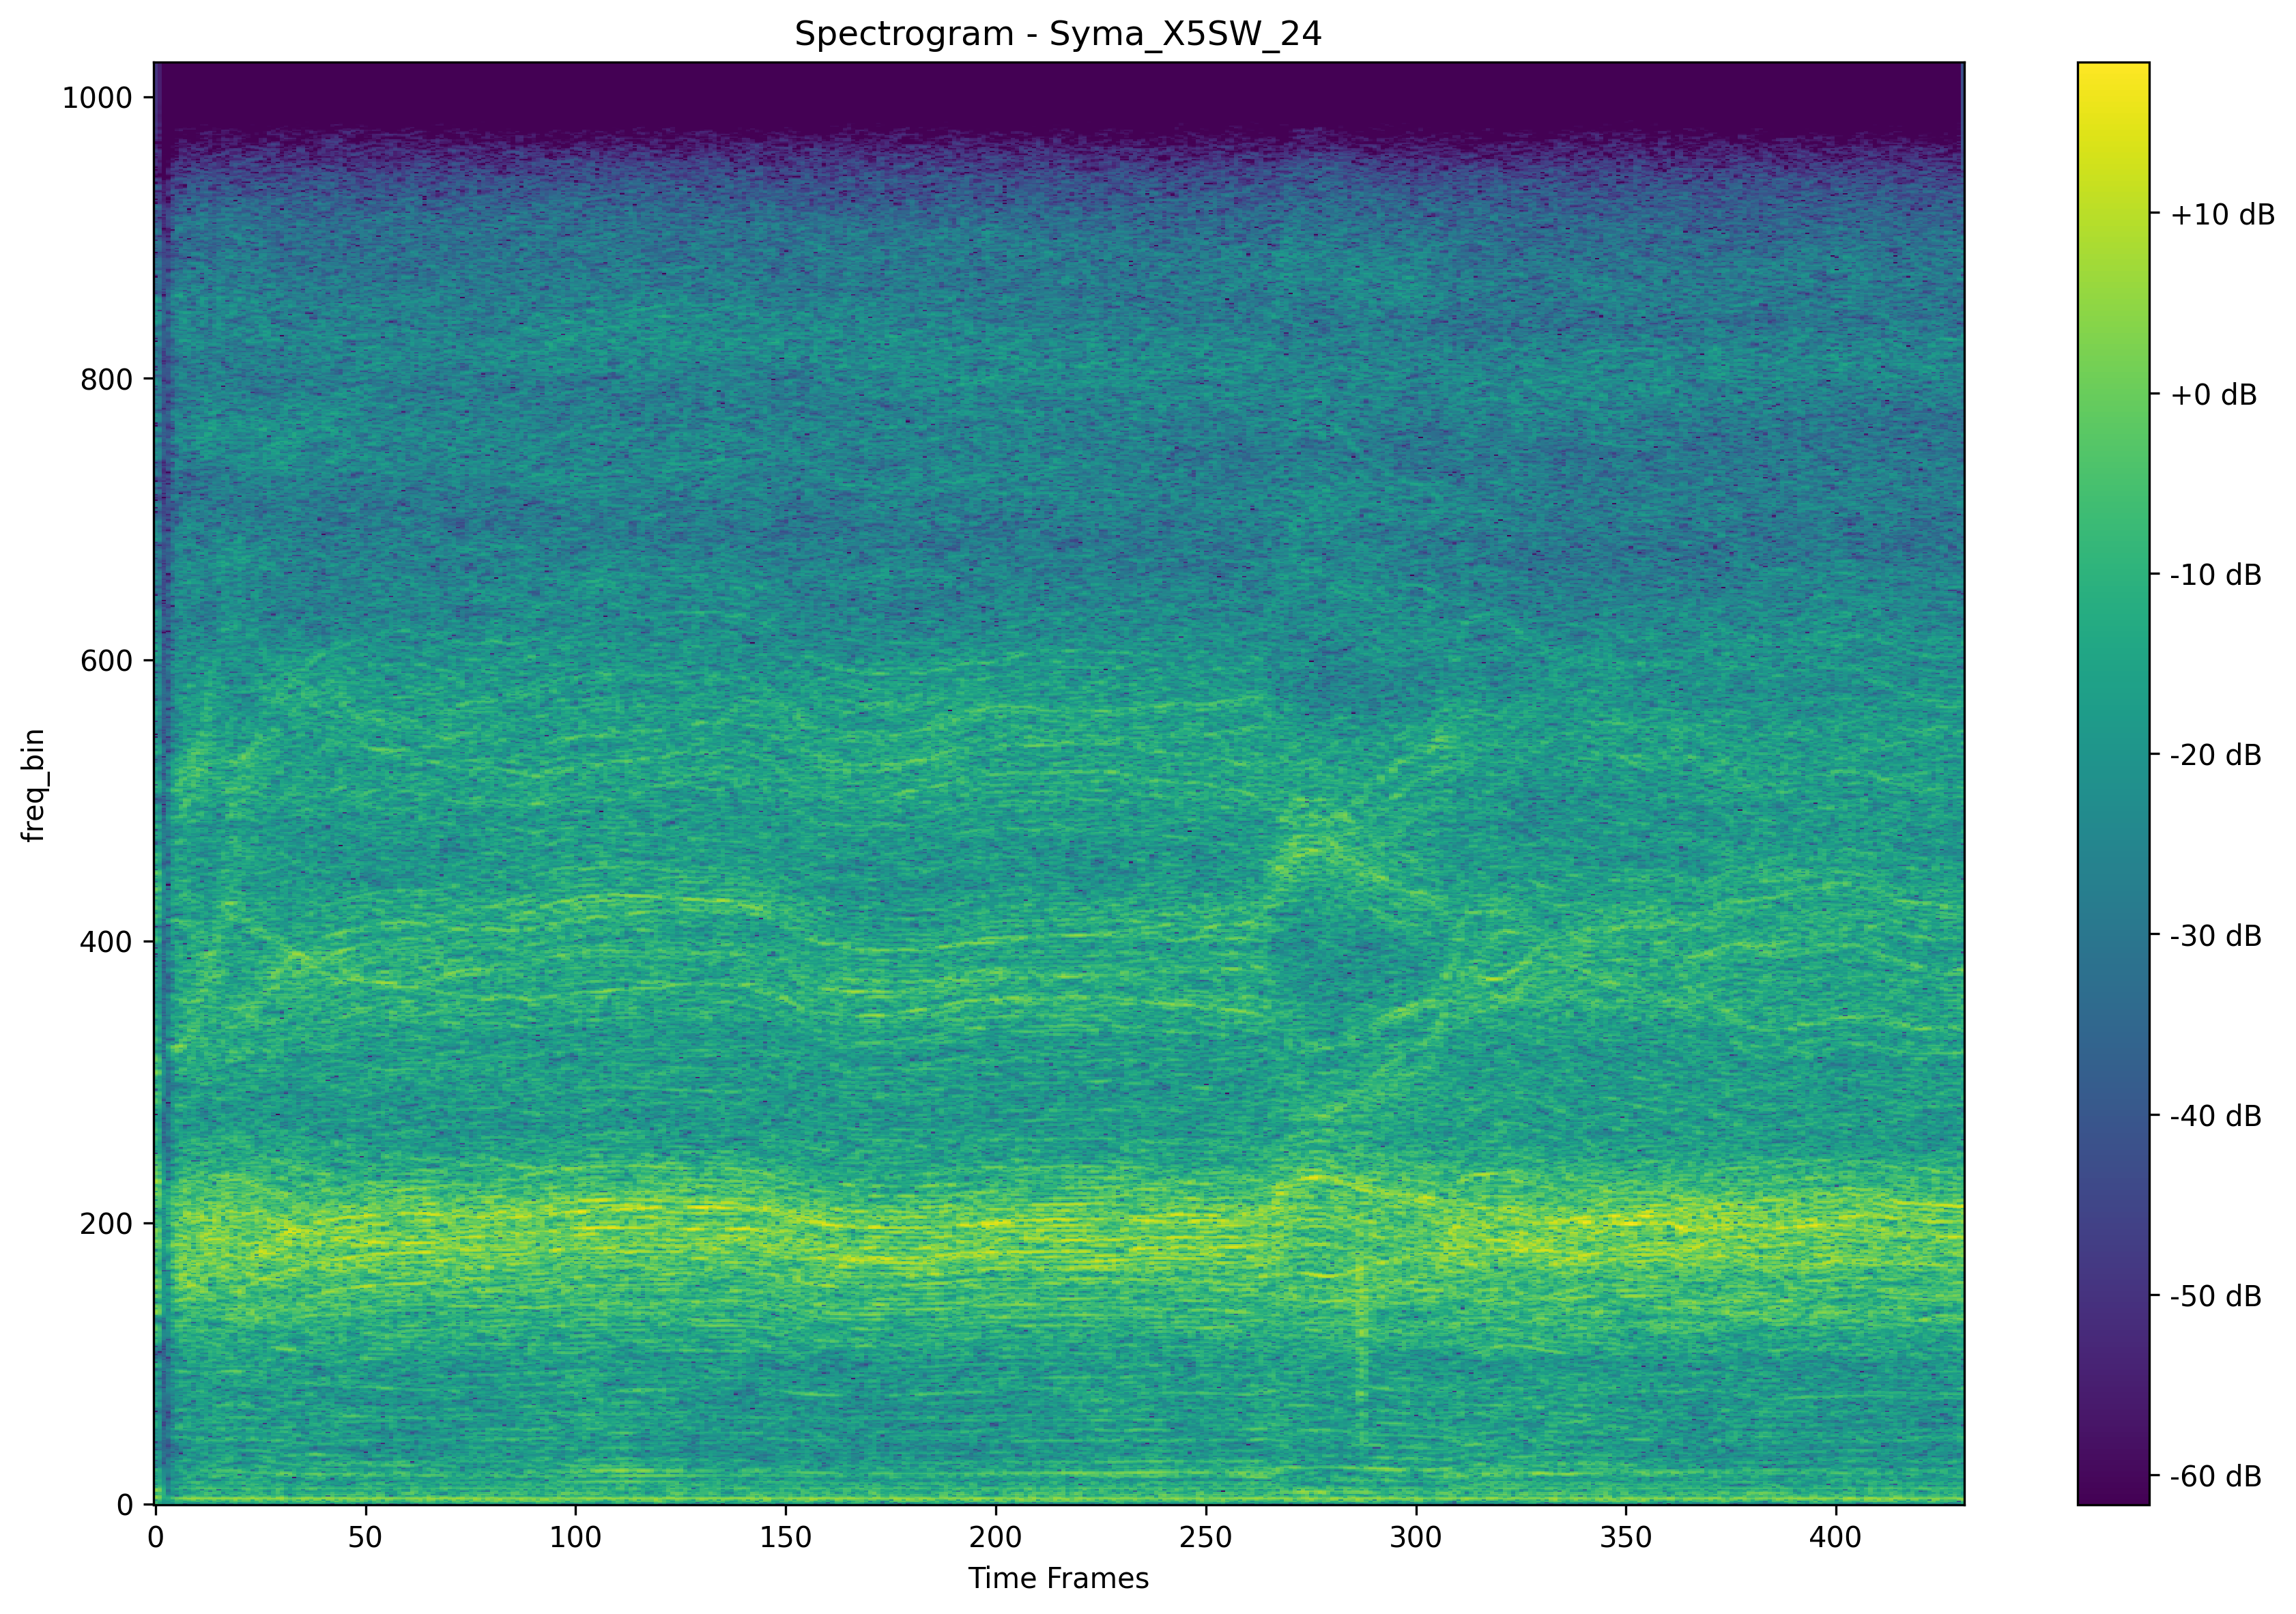 Spectrogram - Syma_X5SW_24
freq_bin
1000
800
600
400
200
0
0 50 100 150 200 250 300 350 400
Time Frames
+10 dB
+0 dB
-10 dB
-20 dB
-30 dB
-40 dB
-50 dB
-60 dB